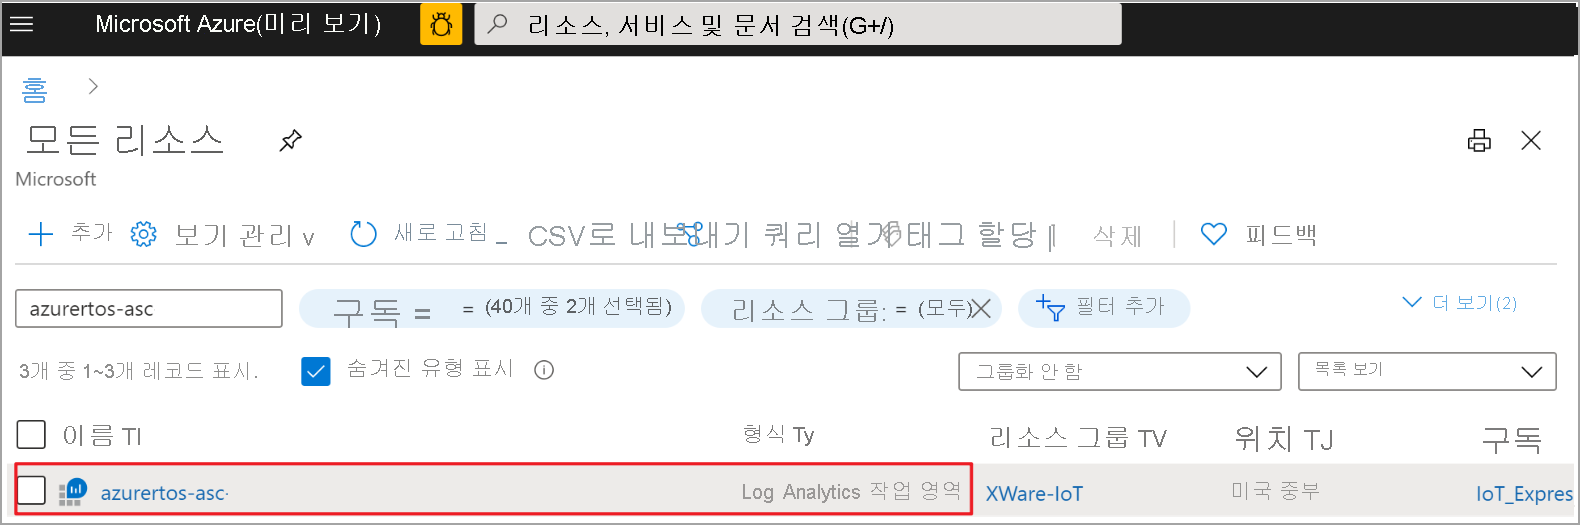 Microsoft Azure(미리 보기) 리소스, 서비스 및 문서 검색(G+/)
홈 >
모든 리소스
Microsoft
추가 보기 관리 v 새로 고침 _ CSV로 내보내기 쿼리 열기 태그 할당 | 삭제 피드백
azurertos-asc 구독 = = (40개 중 2개 선택됨) 리소스 그룹: = (모두) 필터 추가 더 보기(2)
3개 중 1~3개 레코드 표시. 숨겨진 유형 표시 그룹화 안 함 목록 보기
이름 TI 형식 Ty 리소스 그룹 TV 위치 TJ 구독
azurertos-asc· Log Analytics 작업 영역 XWare-IoT 미국 중부 IoT_Expres